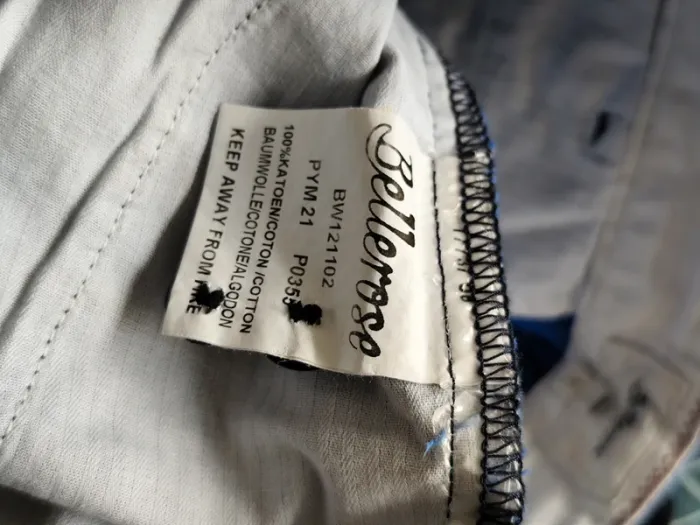 Bellerose
BW121102
PYM 21 P035
100%KATOEN/COTON /COTTON
BAUMWOLLE/COTONE/ALGODON
KEEP AWAY FROM